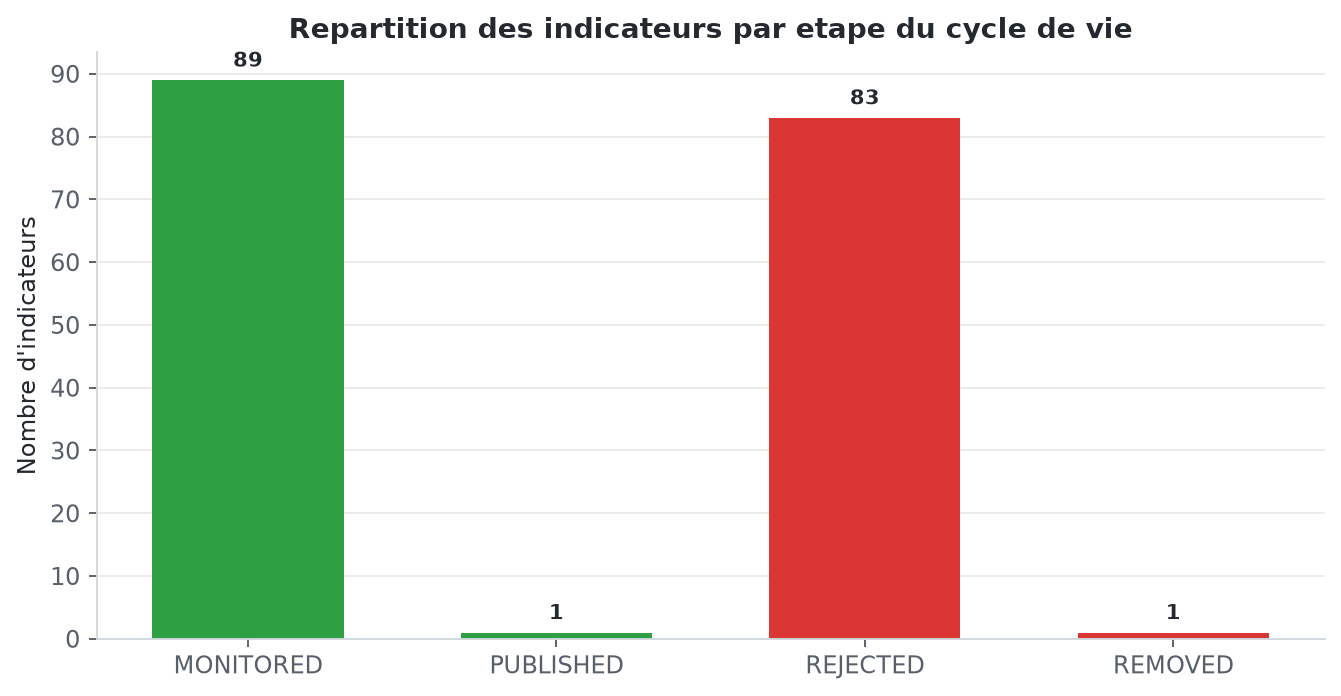 Repartition des indicateurs par etape du cycle de vie
Nombre d'indicateurs
90
80
70
60
50
40
30
20
10
0
89
1
83
1
MONITORED
PUBLISHED
REJECTED
REMOVED